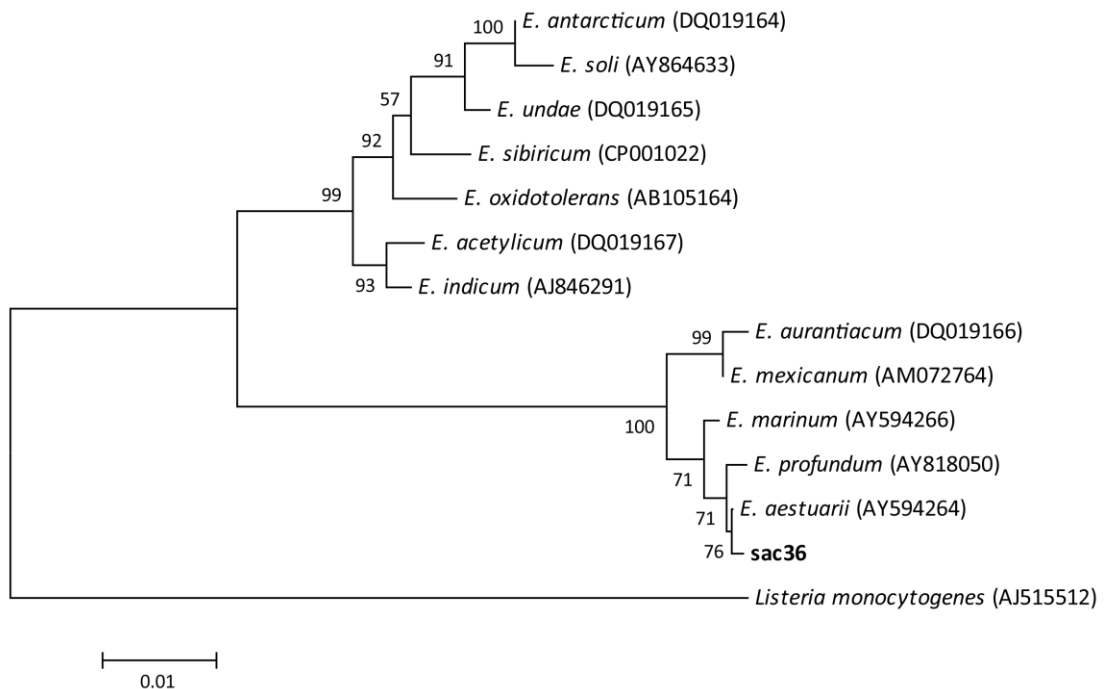 100
E. antarcticum (DQ019164)
91
E. soli (AY864633)
57
E. undae (DQ019165)
92
E. sibiricum (CP001022)
99
E. oxidotolerans (AB105164)
E. acetylicum (DQ019167)
93
E. indicum (AJ846291)
99
E. aurantiacum (DQ019166)
E. mexicanum (AM072764)
100
E. marinum (AY594266)
71
E. profundum (AY818050)
71
E. aestuarii (AY594264)
76
sac36
Listeria monocytogenes (AJ515512)
0.01